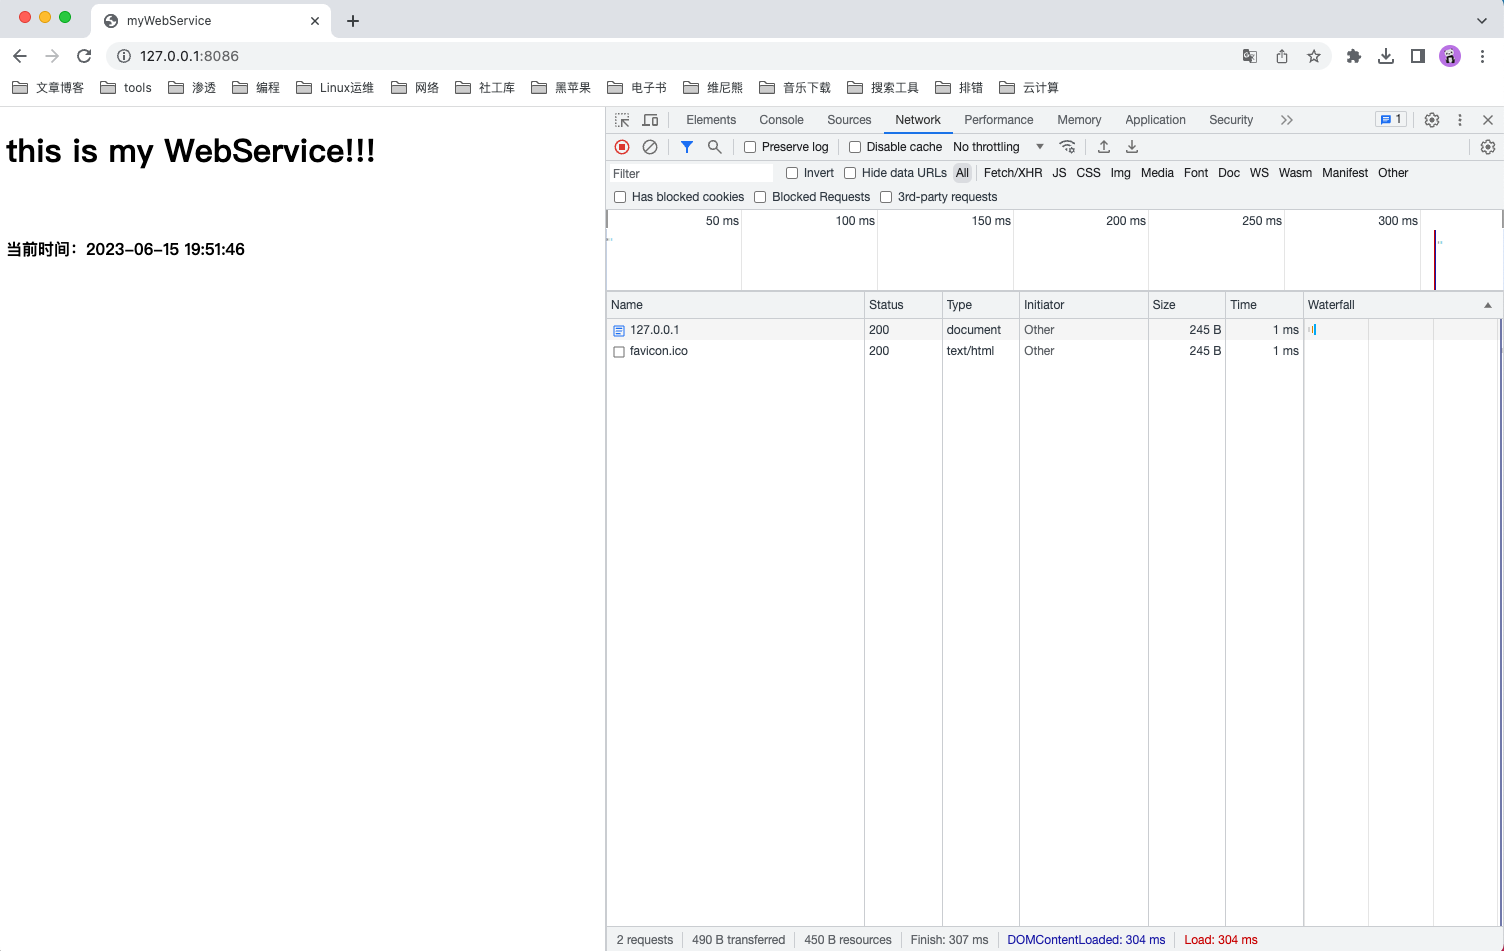 myWebService
127.0.0.1:8086
文章博客 tools 渗透 编程 Linux运维 网络 社工库 黑苹果 电子书 维尼熊 音乐下载 搜索工具 排错 云计算
this is my WebService!!!
当前时间：2023-06-15 19:51:46
Elements Console Sources Network Performance Memory Application Security 1
Preserve log Disable cache No throttling
Filter Invert Hide data URLs All Fetch/XHR JS CSS Img Media Font Doc WS Wasm Manifest Other
Has blocked cookies Blocked Requests 3rd-party requests
50 ms 100 ms 150 ms 200 ms 250 ms 300 ms
Name Status Type Initiator Size Time Waterfall
127.0.0.1 200 document Other 245 B 1 ms
favicon.ico 200 text/html Other 245 B 1 ms
2 requests 490 B transferred 450 B resources Finish: 307 ms DOMContentLoaded: 304 ms Load: 304 ms